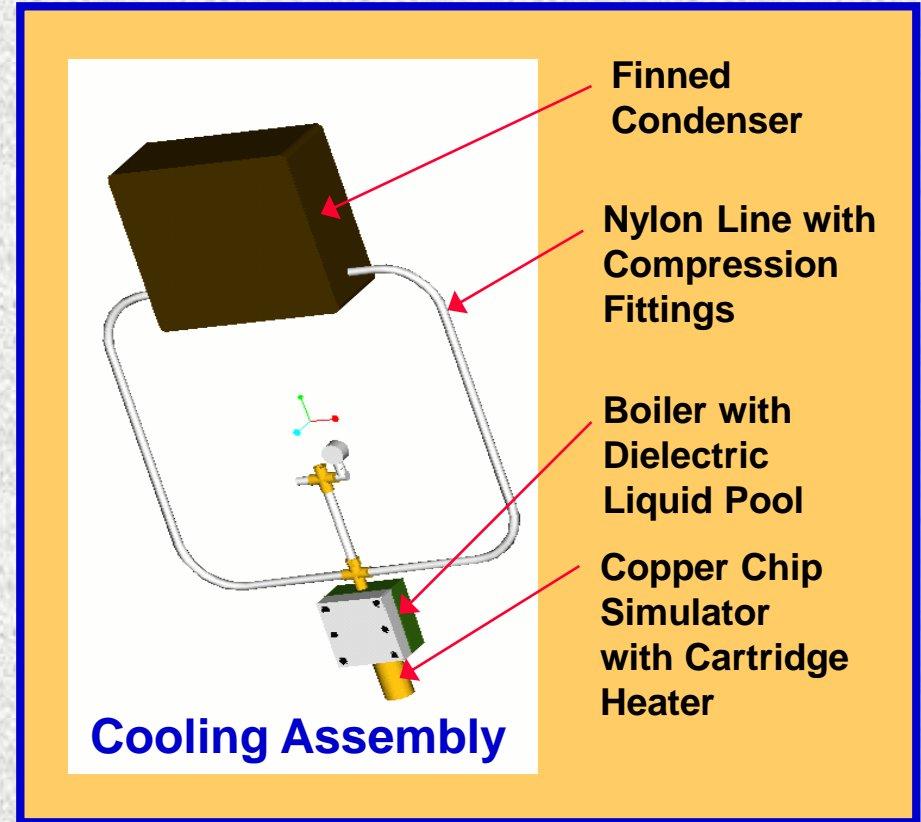 Finned
Condenser
Nylon Line with
Compression
Fittings
Boiler with
Dielectric
Liquid Pool
Copper Chip
Simulator
with Cartridge
Heater
Cooling Assembly